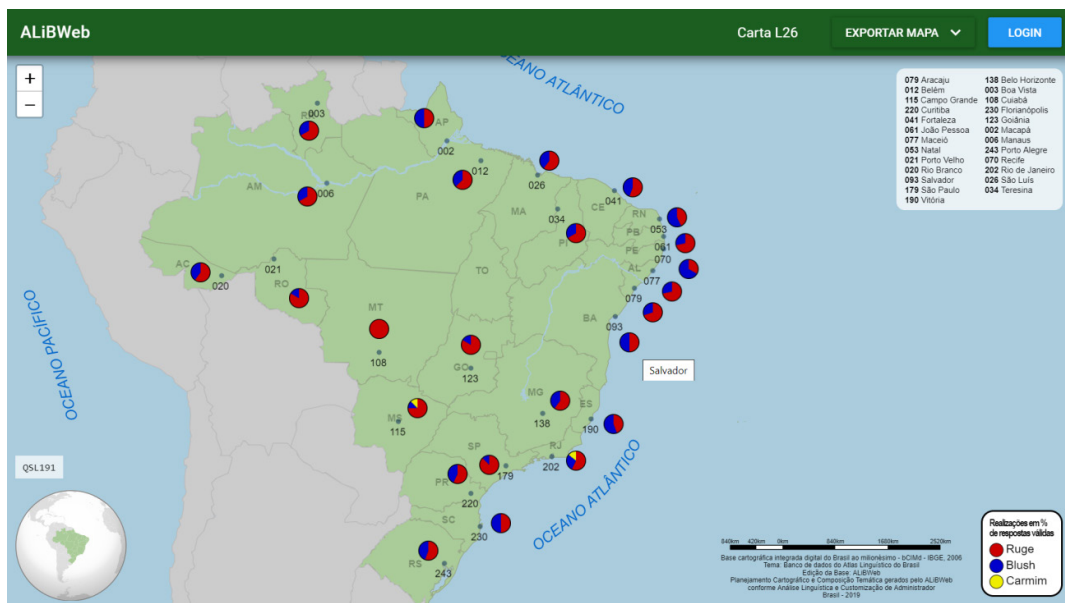 ALiBWeb
Carta L26
EXPORTAR MAPA
LOGIN
+
−
OCEANO ATLÂNTICO
079 Aracaju
012 Belém
115 Campo Grande
220 Curitiba
041 Fortaleza
061 João Pessoa
077 Maceió
053 Natal
021 Porto Velho
020 Rio Branco
093 Salvador
179 São Paulo
190 Vitória
138 Belo Horizonte
003 Boa Vista
108 Cuiabá
230 Florianópolis
123 Goiânia
002 Macapá
006 Manaus
243 Porto Alegre
070 Recife
202 Rio de Janeiro
026 São Luís
034 Teresina
003
RR
AP
002
012
026
041
AM
006
PA
MA
034
CE
RN
053
PB
061
PI
PE
070
AC
020
021
RO
TO
AL
077
079
MT
BA
093
108
GO
123
Salvador
MG
138
ES
190
MS
115
SP
179
RJ
202
PR
220
SC
230
RS
243
OCEANO PACÍFICO
OCEANO ATLÂNTICO
QSL191
840km 420km 0km 840km 1680km 2520km
Base cartográfica integrada digital do Brasil ao milionésimo - bCIMd - IBGE, 2006
Tema: Banco de dados do Atlas Linguístico do Brasil
Edição da Base: ALiBWeb
Planejamento Cartográfico e Composição Temática gerados pelo ALiBWeb
conforme Análise Linguística e Customização de Administrador
Brasil - 2019
Realizações em %
de respostas válidas
Ruge
Blush
Carmim